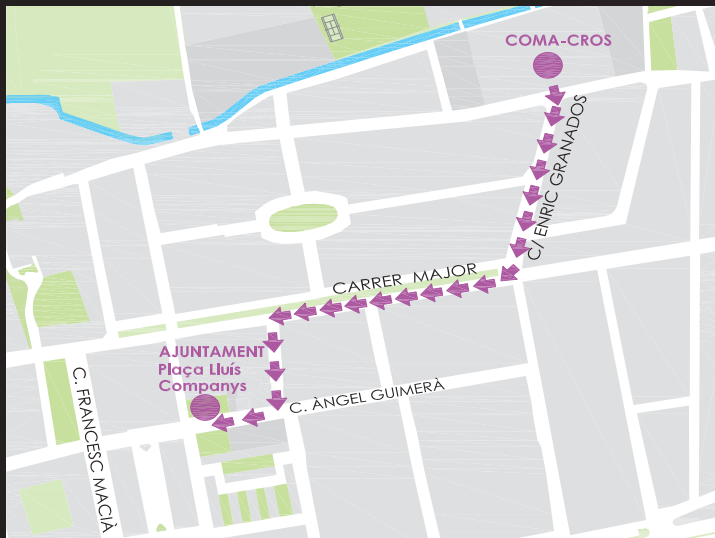 COMA-CROS
C/ ENRIC GRANADOS
CARRER MAJOR
AJUNTAMENT
Plaça Lluís
Companys
C. ÀNGEL GUIMERÀ
C. FRANCESC MACIÀ